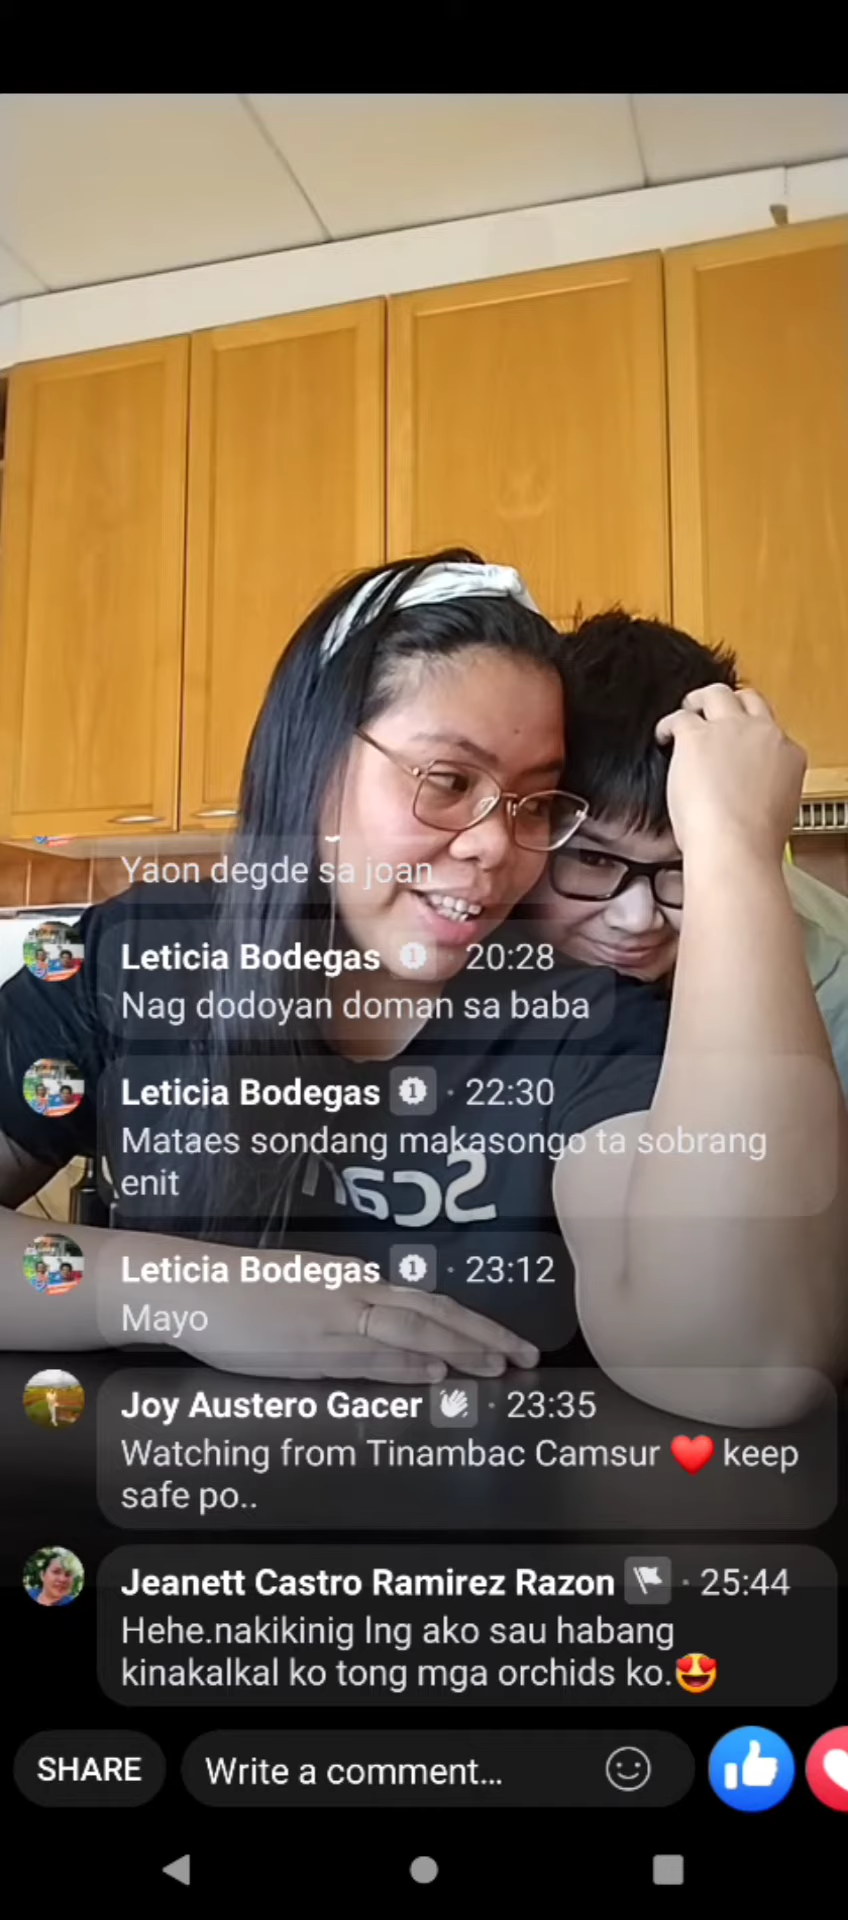 Yaon degde sa joan
Leticia Bodegas 1 · 20:28
Nag dodoyan doman sa baba
Leticia Bodegas 1 · 22:30
Mataes sondang makasongo ta sobrang
enit
Leticia Bodegas 1 · 23:12
Mayo
Joy Austero Gacer 👋 · 23:35
Watching from Tinambac Camsur ❤️ keep
safe po..
Jeanett Castro Ramirez Razon · 25:44
Hehe.nakikinig lng ako sau habang
kinakalkal ko tong mga orchids ko.😍
SHARE
Write a comment...